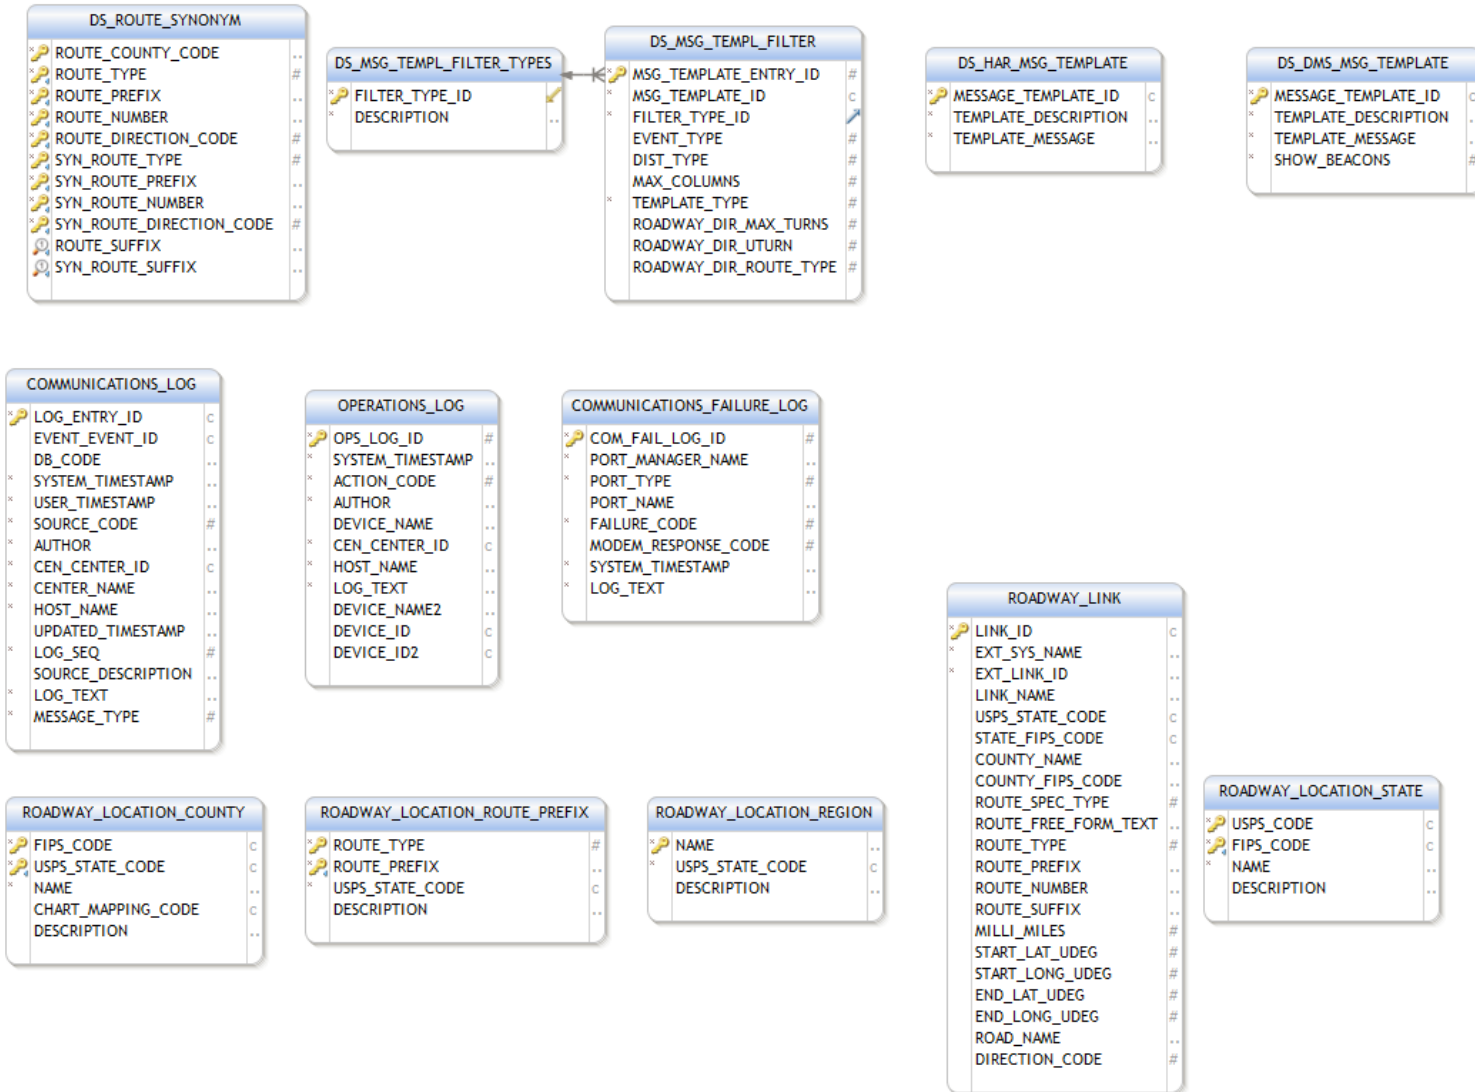 DS_ROUTE_SYNONYM
ROUTE_COUNTY_CODE ..
ROUTE_TYPE #
ROUTE_PREFIX ..
ROUTE_NUMBER ..
ROUTE_DIRECTION_CODE #
SYN_ROUTE_TYPE #
SYN_ROUTE_PREFIX ..
SYN_ROUTE_NUMBER ..
SYN_ROUTE_DIRECTION_CODE #
ROUTE_SUFFIX ..
SYN_ROUTE_SUFFIX ..
DS_MSG_TEMPL_FILTER_TYPES
FILTER_TYPE_ID
DESCRIPTION ..
DS_MSG_TEMPL_FILTER
MSG_TEMPLATE_ENTRY_ID #
MSG_TEMPLATE_ID c
FILTER_TYPE_ID
EVENT_TYPE #
DIST_TYPE #
MAX_COLUMNS #
TEMPLATE_TYPE #
ROADWAY_DIR_MAX_TURNS #
ROADWAY_DIR_UTURN #
ROADWAY_DIR_ROUTE_TYPE #
DS_HAR_MSG_TEMPLATE
MESSAGE_TEMPLATE_ID c
TEMPLATE_DESCRIPTION ..
TEMPLATE_MESSAGE ..
DS_DMS_MSG_TEMPLATE
MESSAGE_TEMPLATE_ID c
TEMPLATE_DESCRIPTION ..
TEMPLATE_MESSAGE ..
SHOW_BEACONS #
COMMUNICATIONS_LOG
LOG_ENTRY_ID c
EVENT_EVENT_ID c
DB_CODE ..
SYSTEM_TIMESTAMP ..
USER_TIMESTAMP ..
SOURCE_CODE #
AUTHOR ..
CEN_CENTER_ID c
CENTER_NAME ..
HOST_NAME ..
UPDATED_TIMESTAMP ..
LOG_SEQ #
SOURCE_DESCRIPTION ..
LOG_TEXT ..
MESSAGE_TYPE #
OPERATIONS_LOG
OPS_LOG_ID #
SYSTEM_TIMESTAMP ..
ACTION_CODE #
AUTHOR ..
DEVICE_NAME ..
CEN_CENTER_ID c
HOST_NAME ..
LOG_TEXT ..
DEVICE_NAME2 ..
DEVICE_ID c
DEVICE_ID2 c
COMMUNICATIONS_FAILURE_LOG
COM_FAIL_LOG_ID #
PORT_MANAGER_NAME ..
PORT_TYPE #
PORT_NAME ..
FAILURE_CODE #
MODEM_RESPONSE_CODE #
SYSTEM_TIMESTAMP ..
LOG_TEXT ..
ROADWAY_LINK
LINK_ID c
EXT_SYS_NAME ..
EXT_LINK_ID ..
LINK_NAME ..
USPS_STATE_CODE c
STATE_FIPS_CODE c
COUNTY_NAME ..
COUNTY_FIPS_CODE ..
ROUTE_SPEC_TYPE #
ROUTE_FREE_FORM_TEXT ..
ROUTE_TYPE #
ROUTE_PREFIX ..
ROUTE_NUMBER ..
ROUTE_SUFFIX ..
MILLI_MILES #
START_LAT_UDEG #
START_LONG_UDEG #
END_LAT_UDEG #
END_LONG_UDEG #
ROAD_NAME ..
DIRECTION_CODE #
ROADWAY_LOCATION_COUNTY
FIPS_CODE c
USPS_STATE_CODE c
NAME ..
CHART_MAPPING_CODE c
DESCRIPTION ..
ROADWAY_LOCATION_ROUTE_PREFIX
ROUTE_TYPE #
ROUTE_PREFIX ..
USPS_STATE_CODE c
DESCRIPTION ..
ROADWAY_LOCATION_REGION
NAME ..
USPS_STATE_CODE c
DESCRIPTION ..
ROADWAY_LOCATION_STATE
USPS_CODE c
FIPS_CODE c
NAME ..
DESCRIPTION ..